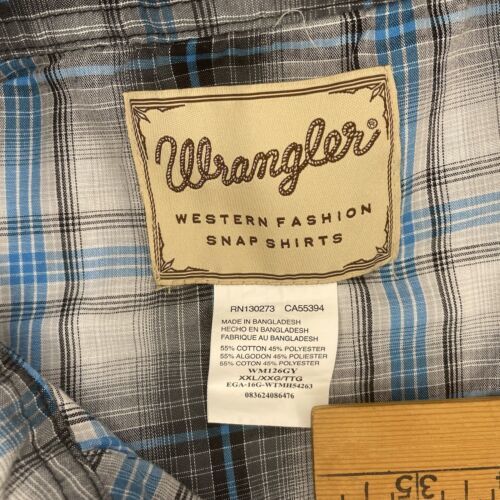 Wrangler®
WESTERN FASHION
SNAP SHIRTS
RN130273 CA55394
MADE IN BANGLADESH
HECHO EN BANGLADESH
FABRIQUE AU BANGLADESH
55% COTTON 45% POLYESTER
55% ALGODON 45% POLIESTER
55% COTON 45% POLYESTER
WM126GY
XXL/XXG/TTG
EGA-16G-WTMH54263
083624086476
35